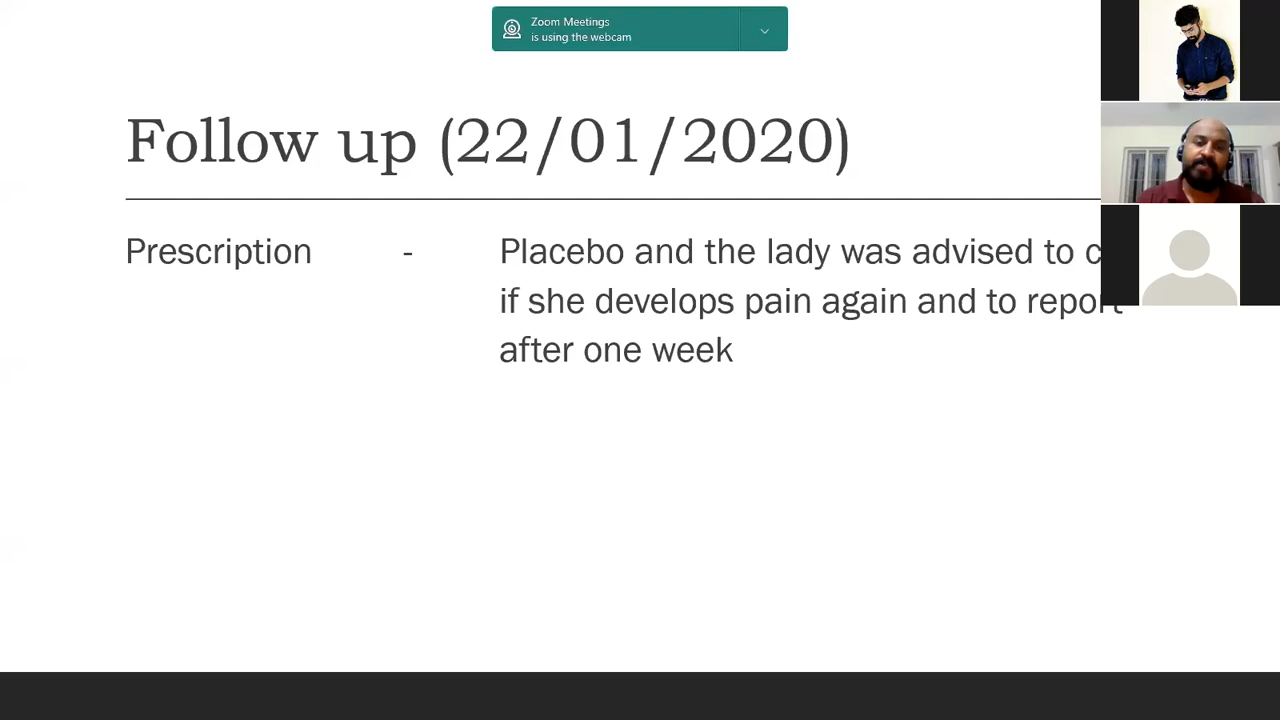 Zoom Meetings
is using the webcam
Follow up (22/01/2020)
Prescription - Placebo and the lady was advised to
if she develops pain again and to report
after one week